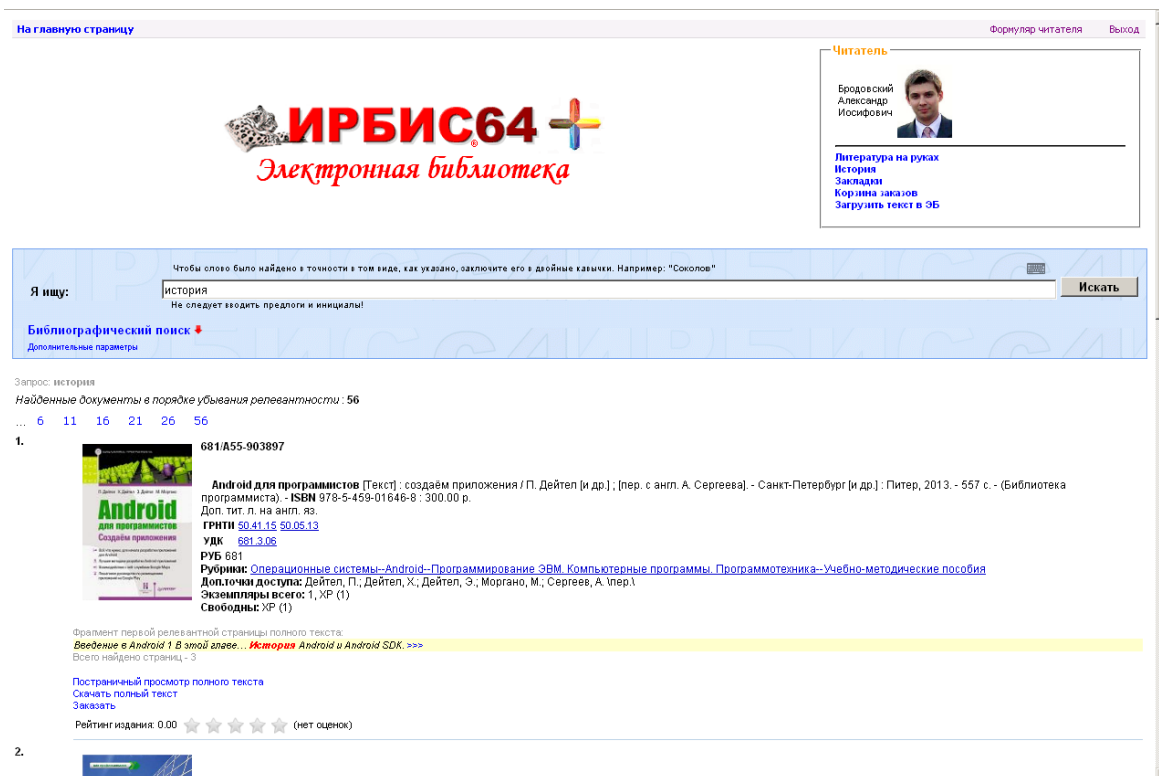 На главную страницу
Формуляр читателя Выход
Читатель
Бродовский
Александр
Иосифович
ИРБИС64
Электронная библиотека
Литература на руках
История
Закладки
Корзина заказов
Загрузить текст в ЭБ
Чтобы слово было найдено в точности в том виде, как указано, заключите его в двойные кавычки. Например: "Соколов"
Я ищу: история Искать
Не следует вводить предлоги и инициалы!
Библиографический поиск
Дополнительные параметры
Запрос: история
Найденные документы в порядке убывания релевантности : 56
... 6 11 16 21 26 56
1.
П. Дейтел Х. Дейтел Э. Дейтел М. Моргано
Android
для программистов
Создаём приложения
681/А55-903897
Android для программистов [Текст] : создаём приложения / П. Дейтел [и др.] ; [пер. с англ. А. Сергеева]. - Санкт-Петербург [и др.] : Питер, 2013. - 557 с. - (Библиотека
программиста). - ISBN 978-5-459-01646-8 : 300.00 р.
Доп. тит. л. на англ. яз.
ГРНТИ 50.41.15 50.05.13
УДК 681.3.06
РУБ 681
Рубрики: Операционные системы--Android--Программирование ЭВМ. Компьютерные программы. Программотехника--Учебно-методические пособия
Доп.точки доступа: Дейтел, П.; Дейтел, Х.; Дейтел, Э.; Моргано, М.; Сергеев, А. \пер.\
Экземпляры всего: 1, ХР (1)
Свободны: ХР (1)
Фрагмент первой релевантной страницы полного текста:
Введение в Android 1 В этой главе... История Android и Android SDK. >>>
Всего найдено страниц - 3
Постраничный просмотр полного текста
Скачать полный текст
Заказать
Рейтинг издания: 0.00 (нет оценок)
2.